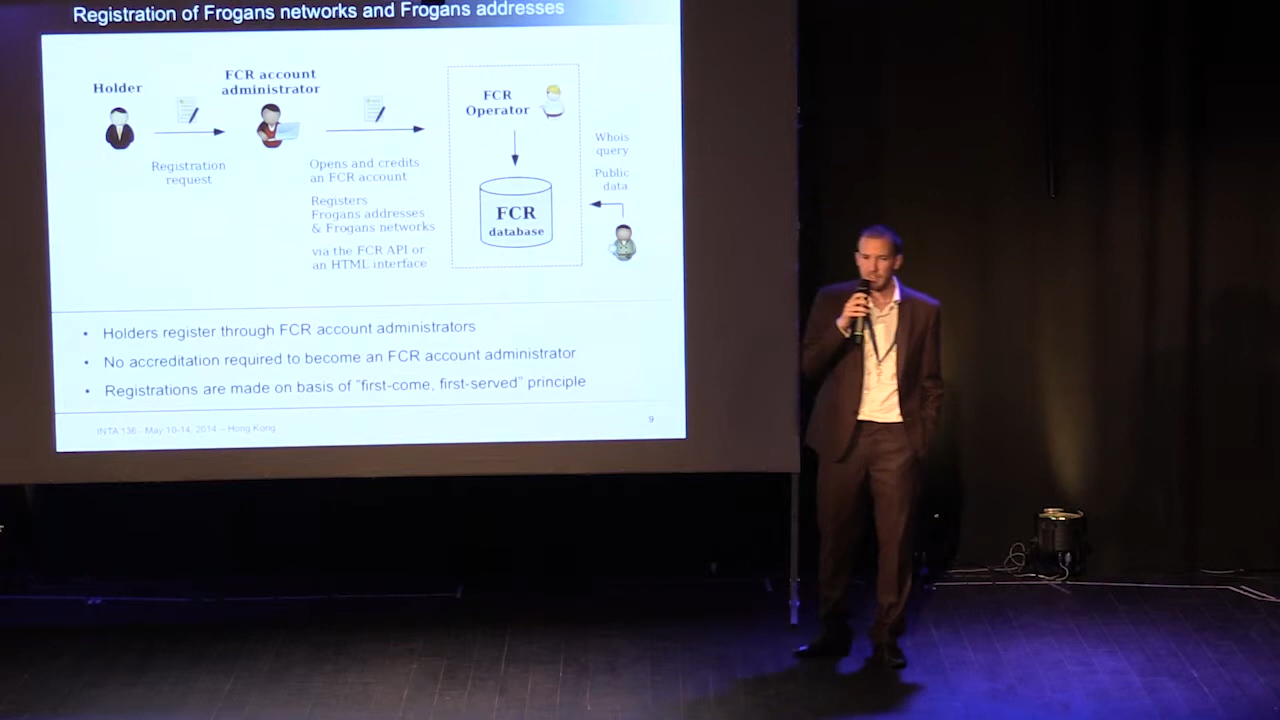 Registration of Frogans networks and Frogans addresses
Holder
FCR account
administrator
Registration
request
Opens and credits
an FCR account
Registers
Frogans addresses
& Frogans networks
via the FCR API or
an HTML interface
FCR
Operator
FCR
database
Whois
query
Public
data
• Holders register through FCR account administrators
• No accreditation required to become an FCR account administrator
• Registrations are made on basis of "first-come, first-served" principle
INTA 136 - May 10-14, 2014 – Hong Kong
9